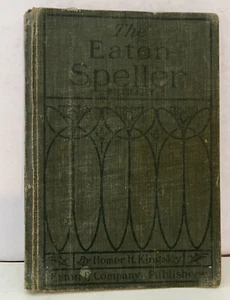 The
Eaton
Speller
By Homer H. Kingsley
Eaton & Company, Publishers